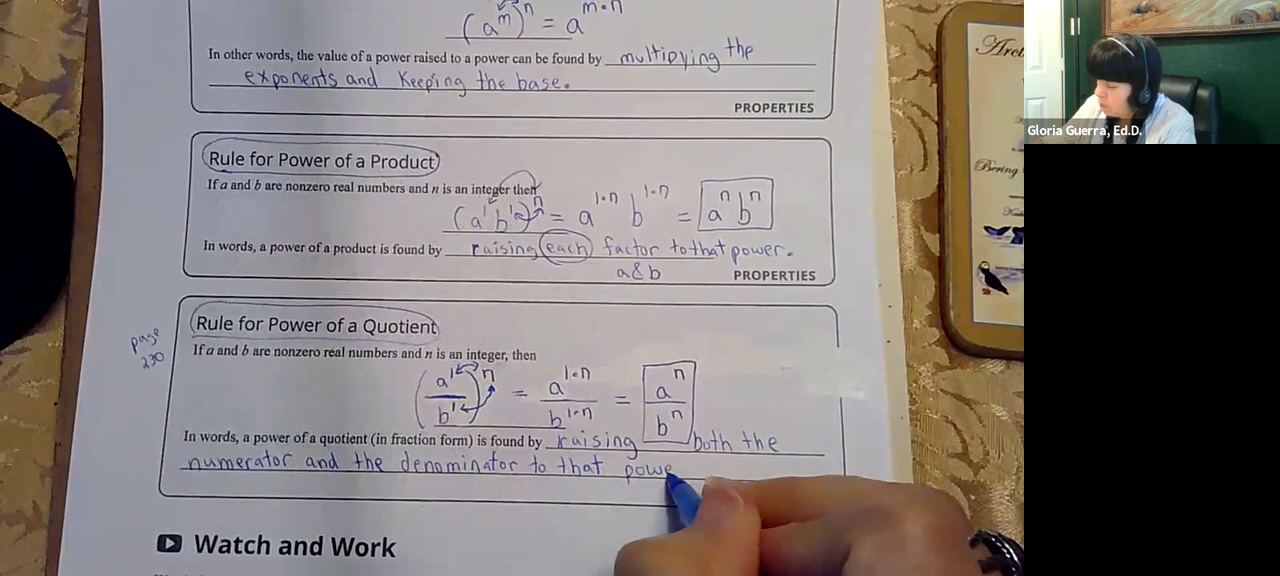 (a^m)^n = a^{m•n}
In other words, the value of a power raised to a power can be found by multiplying the
exponents and keeping the base.
PROPERTIES
Rule for Power of a Product
If a and b are nonzero real numbers and n is an integer then
(a^1 b^1)^n = a^{1•n} b^{1•n} = a^n b^n
In words, a power of a product is found by raising each factor to that power.
a & b
PROPERTIES
Rule for Power of a Quotient
page
230
If a and b are nonzero real numbers and n is an integer, then
(a^1/b^1)^n = a^{1•n}/b^{1•n} = a^n/b^n
In words, a power of a quotient (in fraction form) is found by raising both the
numerator and the denominator to that powe
Watch and Work
Gloria Guerra, Ed.D.
Bering